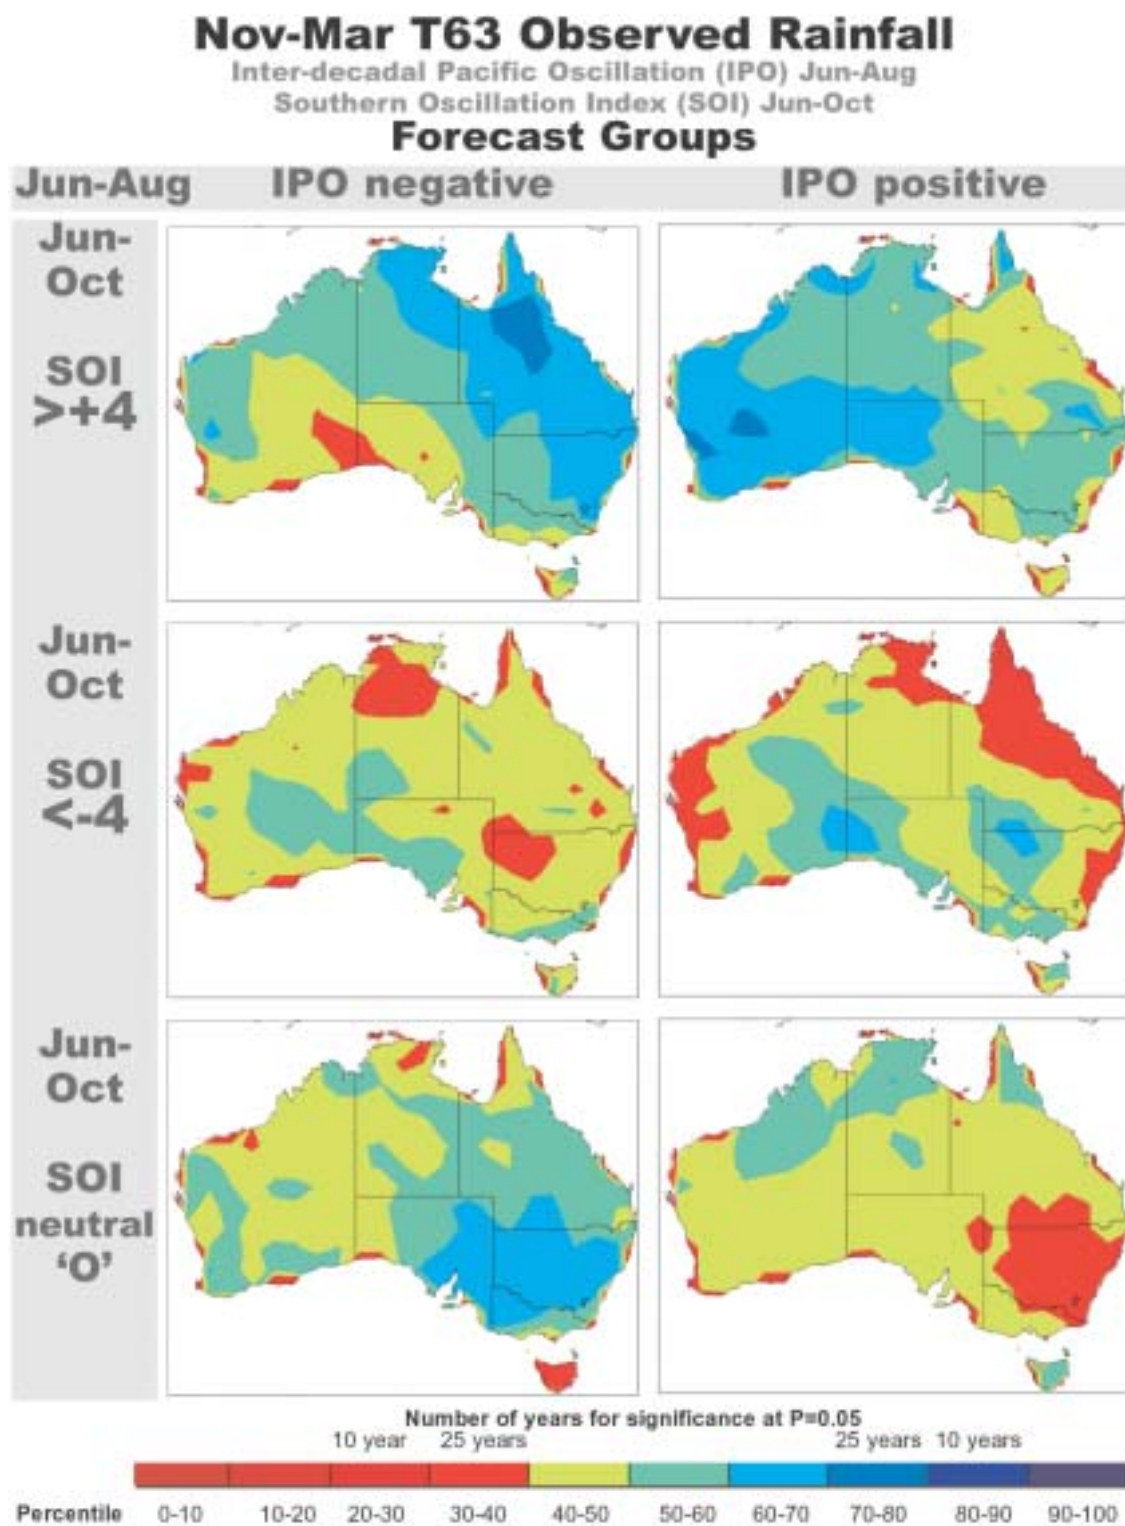 Nov-Mar T63 Observed Rainfall
Inter-decadal Pacific Oscillation (IPO) Jun-Aug
Southern Oscillation Index (SOI) Jun-Oct
Forecast Groups
Jun-Aug IPO negative IPO positive
Jun-
Oct
SOI
>+4
Jun-
Oct
SOI
<-4
Jun-
Oct
SOI
neutral
‘O’
Number of years for significance at P=0.05
10 year 25 years 25 years 10 years
Percentile 0-10 10-20 20-30 30-40 40-50 50-60 60-70 70-80 80-90 90-100